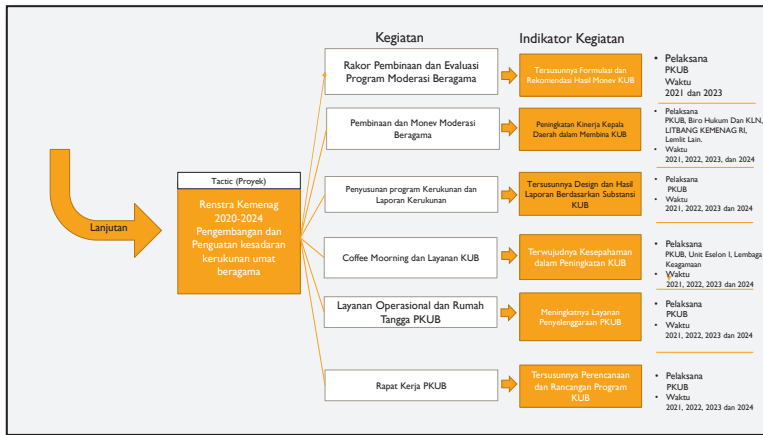 Kegiatan
Indikator Kegiatan
Lanjutan
Tactic (Proyek)
Renstra Kemenag
2020-2024
Pengembangan dan
Penguatan kesadaran
kerukunan umat
beragama
Rakor Pembinaan dan Evaluasi
Program Moderasi Beragama
Tersusunnya Formulasi dan
Rekomendasi Hasil Monev KUB
• Pelaksana
PKUB
Waktu
2021 dan 2023
Pembinaan dan Monev Moderasi
Beragama
Peningkatan Kinerja Kepala
Daerah dalam Membina KUB
• Pelaksana
PKUB, Biro Hukum Dan KLN,
LITBANG KEMENAG RI,
Lemlit Lain.
• Waktu
2021, 2022, 2023, dan 2024
Penyusunan program Kerukunan dan
Laporan Kerukunan
Tersusunnya Design dan Hasil
Laporan Berdasarkan Substansi
KUB
• Pelaksana
PKUB
• Waktu
2021, 2022, 2023 dan 2024
Coffee Moorning dan Layanan KUB
Terwujudnya Kesepahaman
dalam Peningkatan KUB
• Pelaksana
PKUB, Unit Eselon I, Lembaga
Keagamaan
• Waktu
2021, 2022, 2023 dan 2024
Layanan Operasional dan Rumah
Tangga PKUB
Meningkatnya Layanan
Penyelenggaraan PKUB
• Pelaksana
PKUB
• Waktu
2021, 2022, 2023 dan 2024
Rapat Kerja PKUB
Tersusunnya Perencanaan
dan Rancangan Program
KUB
• Pelaksana
PKUB
• Waktu
2021, 2022, 2023 dan 2024